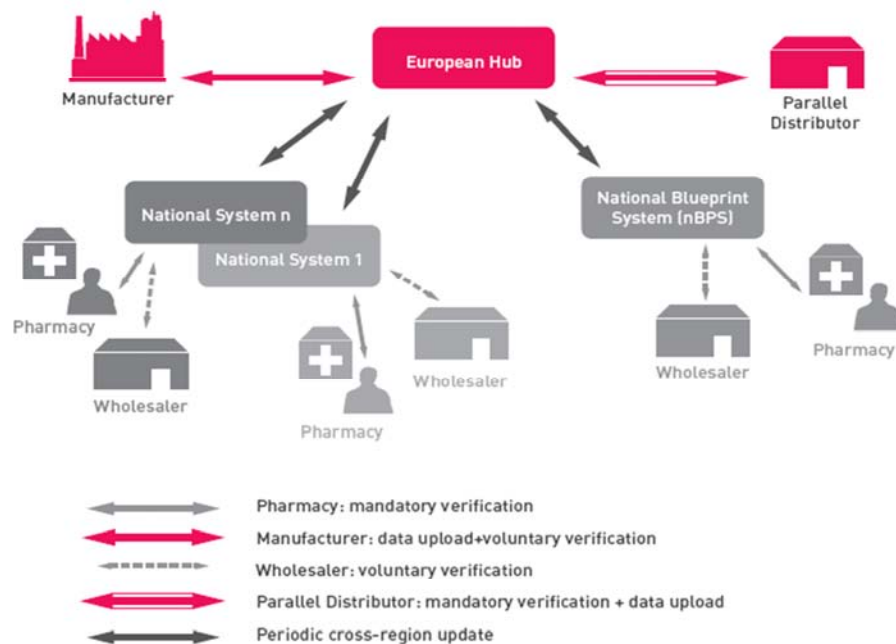 European Hub
Manufacturer
Parallel
Distributor
National System n
National System 1
National Blueprint
System (nBPS)
Pharmacy
Wholesaler
Pharmacy
Wholesaler
Wholesaler
Pharmacy
Pharmacy: mandatory verification
Manufacturer: data upload+voluntary verification
Wholesaler: voluntary verification
Parallel Distributor: mandatory verification + data upload
Periodic cross-region update